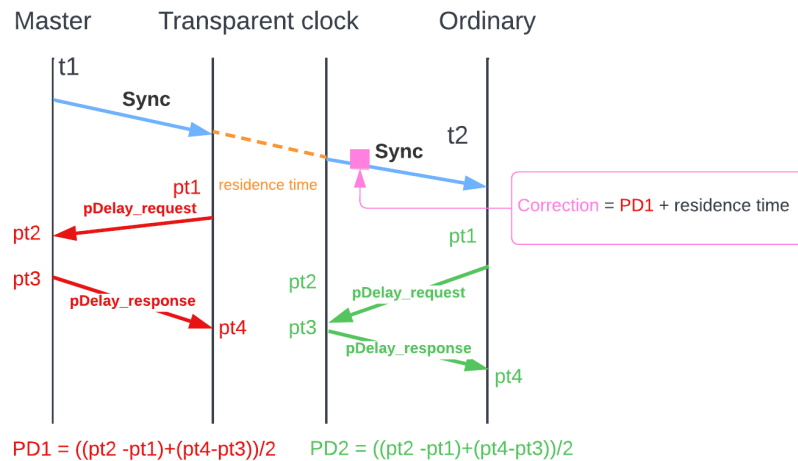 Master Transparent clock Ordinary
t1
Sync
t2
Sync
pt1
residence time
Correction = PD1 + residence time
pDelay_request
pt2
pt1
pt3
pt2
pDelay_response
pDelay_request
pt4
pt3
pDelay_response
pt4
PD1 = ((pt2 -pt1)+(pt4-pt3))/2
PD2 = ((pt2 -pt1)+(pt4-pt3))/2